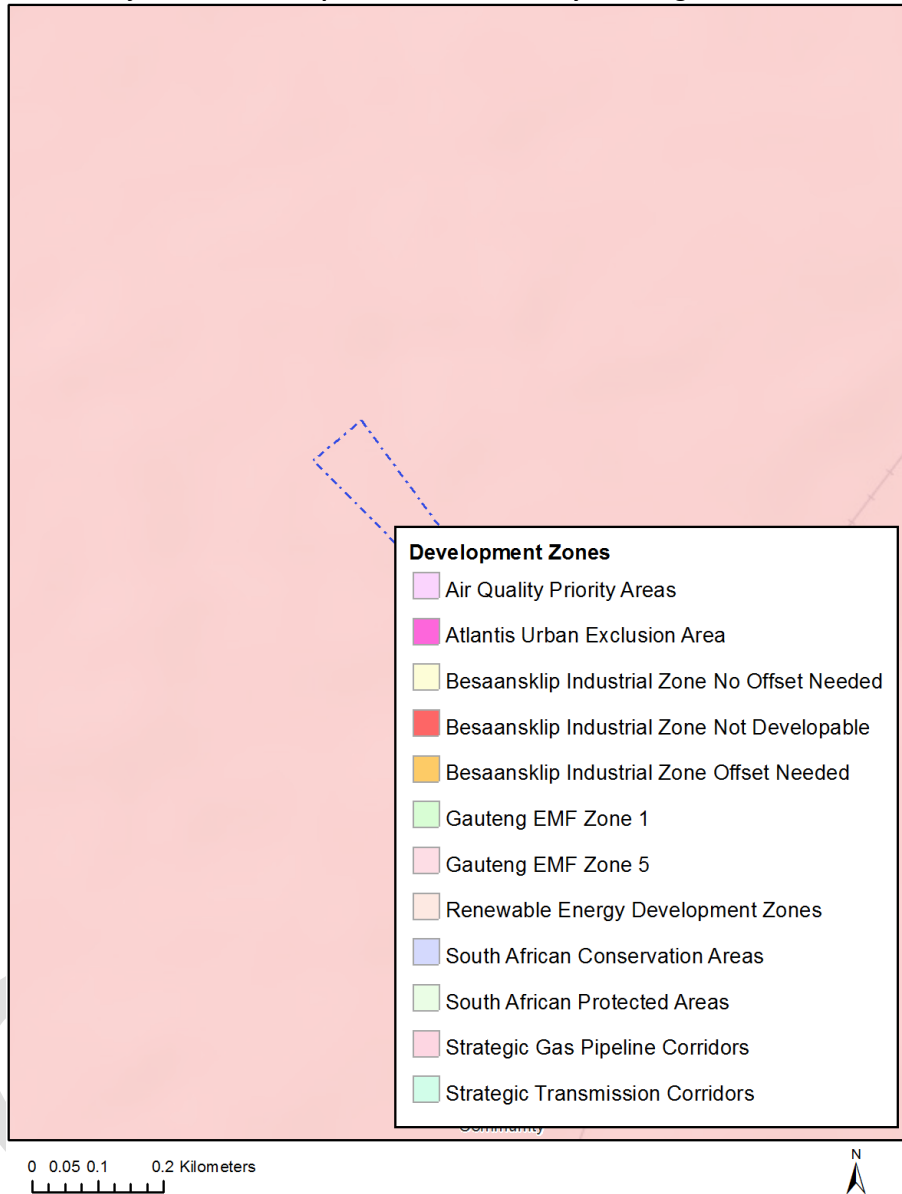 Development Zones
Air Quality Priority Areas
Atlantis Urban Exclusion Area
Besaansklip Industrial Zone No Offset Needed
Besaansklip Industrial Zone Not Developable
Besaansklip Industrial Zone Offset Needed
Gauteng EMF Zone 1
Gauteng EMF Zone 5
Renewable Energy Development Zones
South African Conservation Areas
South African Protected Areas
Strategic Gas Pipeline Corridors
Strategic Transmission Corridors
Community
0 0.05 0.1 0.2 Kilometers
N